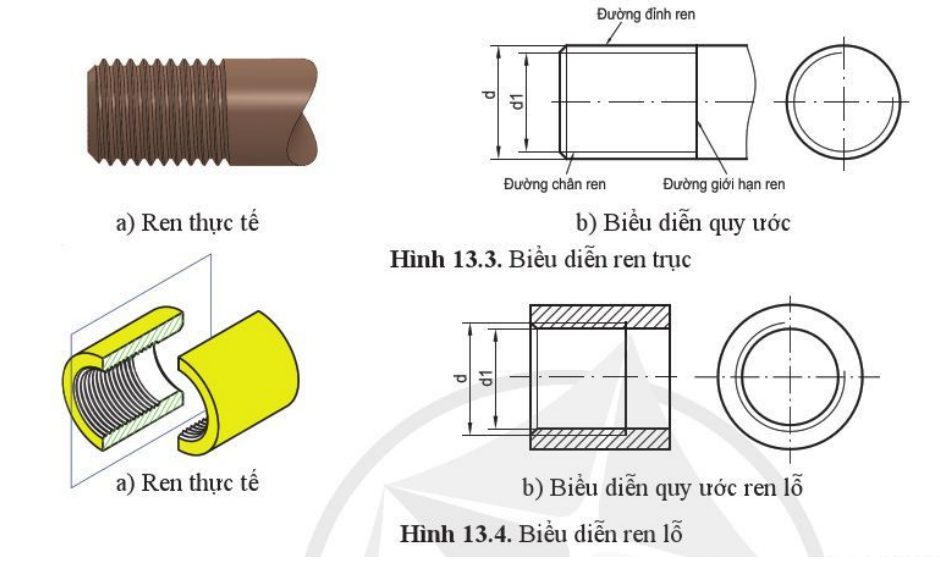 Đường đỉnh ren
d
d1
Đường chân ren
Đường giới hạn ren
a) Ren thực tế
b) Biểu diễn quy ước
Hình 13.3. Biểu diễn ren trục
d
d1
a) Ren thực tế
b) Biểu diễn quy ước ren lỗ
Hình 13.4. Biểu diễn ren lỗ